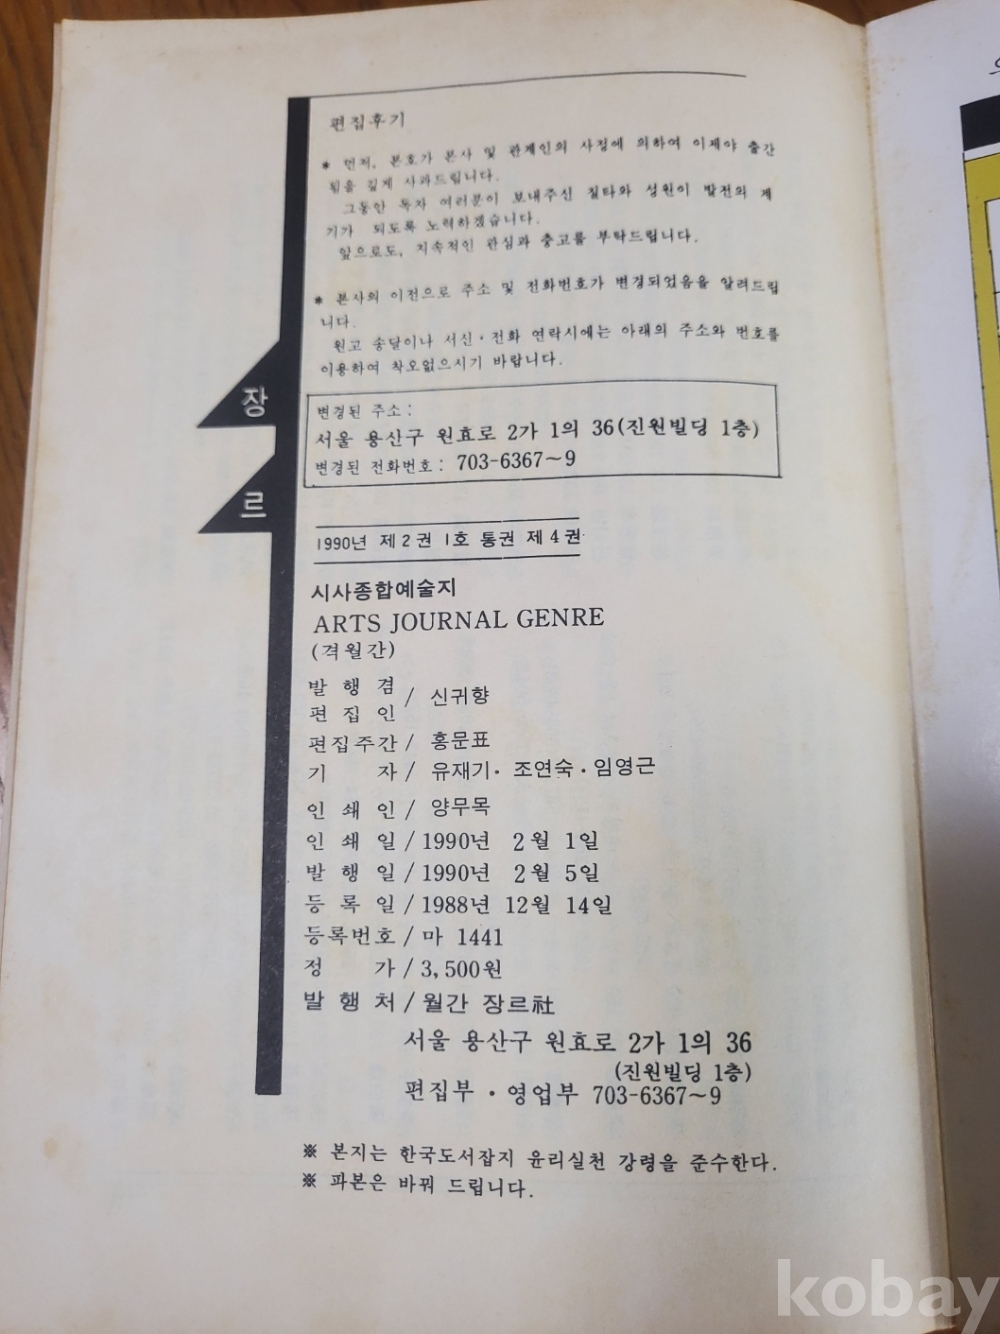 편집후기
* 먼저, 본호가 본사 및 관계인의 사정에 의하여 이제야 출간
됨을 깊게 사과드립니다.
그동안 독자 여러분이 보내주신 질타와 성원이 발전의 계
기가 되도록 노력하겠습니다.
앞으로도, 지속적인 관심과 충고를 부탁드립니다.
* 본사의 이전으로 주소 및 전화번호가 변경되었음을 알려드립
니다.
원고 송달이나 서신·전화 연락시에는 아래의 주소와 번호를
이용하여 착오없으시기 바랍니다.
장
르
변경된 주소 :
서울 용산구 원효로 2가 1의 36(진원빌딩 1층)
변경된 전화번호 : 703-6367~9
1990년 제2권 1호 통권 제4권
시사종합예술지
ARTS JOURNAL GENRE
(격월간)
발 행 겸
편 집 인 / 신귀향
편집주간 / 홍문표
기 자 / 유재기·조연숙·임영근
인 쇄 인 / 양무목
인 쇄 일 / 1990년 2월 1일
발 행 일 / 1990년 2월 5일
등 록 일 / 1988년 12월 14일
등록번호 / 마 1441
정 가 / 3,500원
발 행 처 / 월간 장르社
서울 용산구 원효로 2가 1의 36
(진원빌딩 1층)
편집부 · 영업부 703-6367~9
※ 본지는 한국도서잡지 윤리실천 강령을 준수한다.
※ 파본은 바꿔 드립니다.
kobay